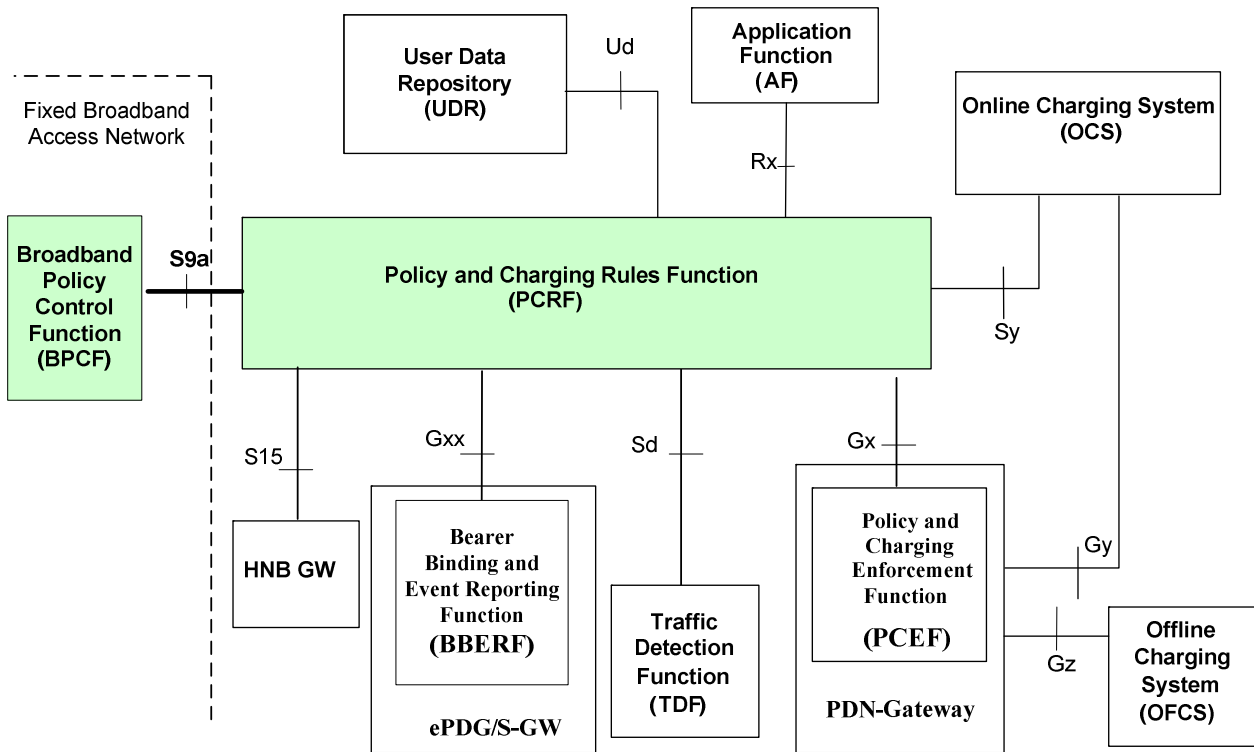 User Data
Repository
(UDR)
Ud
Application
Function
(AF)
Online Charging System
(OCS)
Fixed Broadband
Access Network
Rx
Broadband
Policy
Control
Function
(BPCF)
S9a
Policy and Charging Rules Function
(PCRF)
Sy
S15
Gxx
Sd
Gx
HNB GW
Bearer
Binding and
Event Reporting
Function
(BBERF)
ePDG/S-GW
Traffic
Detection
Function
(TDF)
Policy and
Charging
Enforcement
Function
(PCEF)
PDN-Gateway
Gy
Gz
Offline
Charging
System
(OFCS)